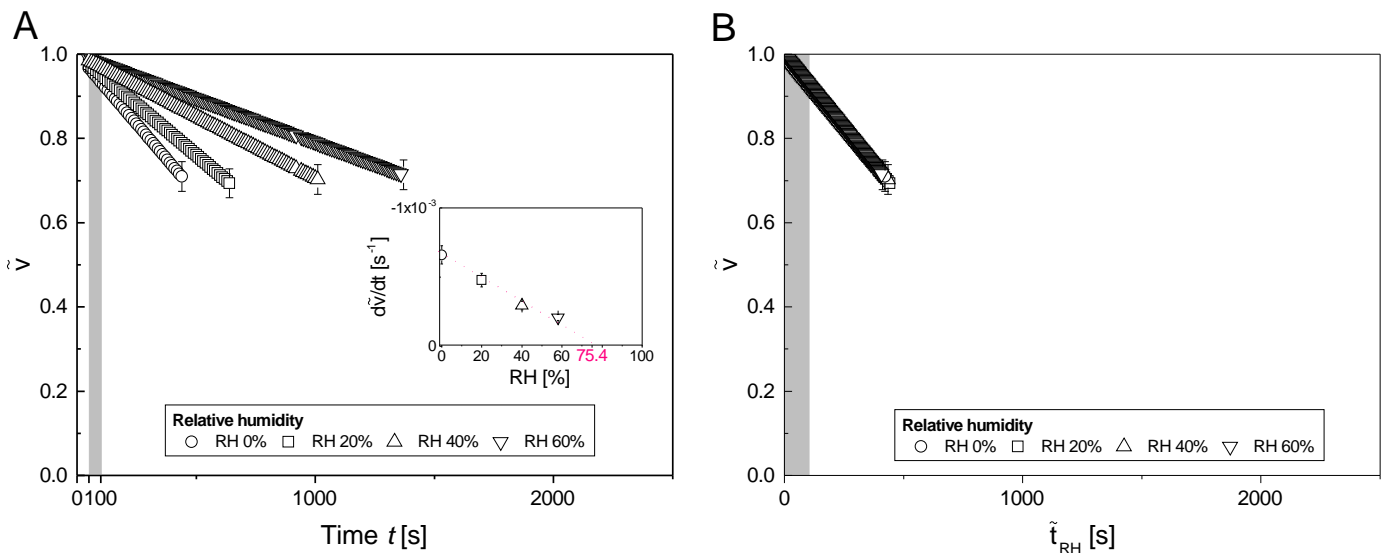 A
1.0
0.8
0.6
0.4
0.2
0.0
ṽ
-1x10⁻³
0
dṽ/dt [s⁻¹]
0 20 40 60 75.4 100
RH [%]
Relative humidity
RH 0% RH 20% RH 40% RH 60%
0 100 1000 2000
Time t [s]
B
1.0
0.8
0.6
0.4
0.2
0.0
ṽ
Relative humidity
RH 0% RH 20% RH 40% RH 60%
0 1000 2000
t̃RH [s]